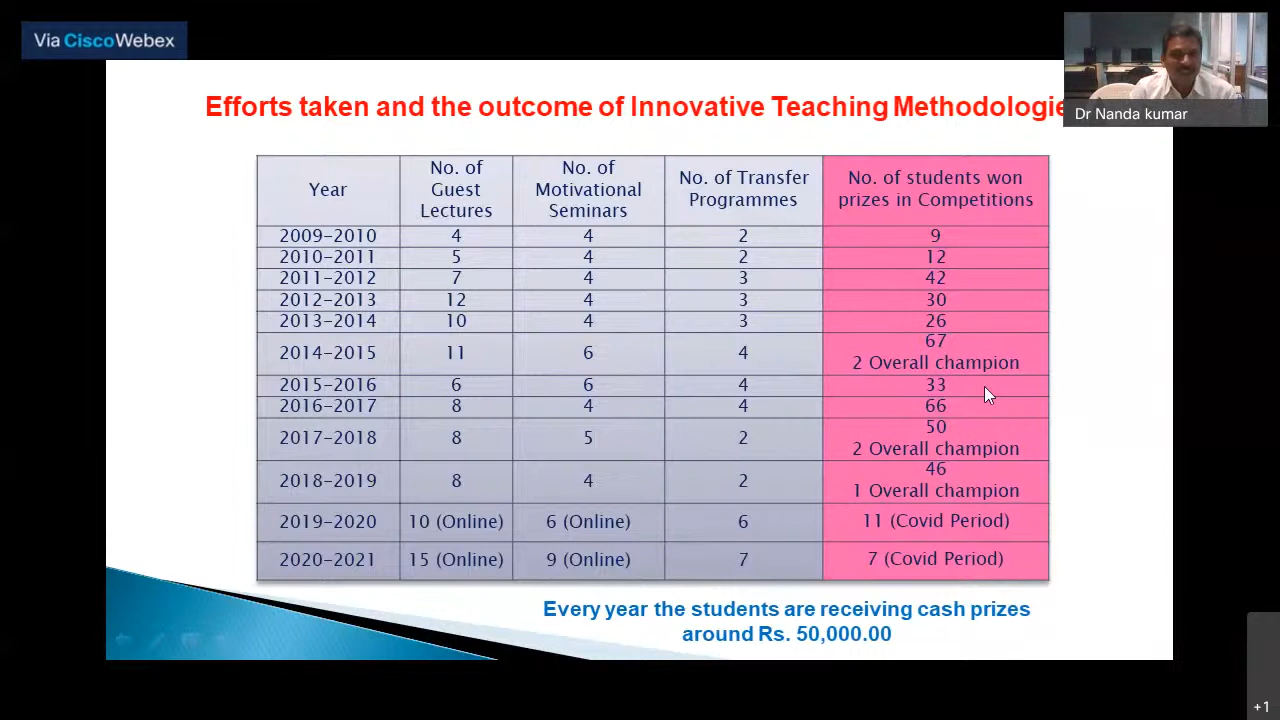 Via CiscoWebex
Dr Nanda kumar
Efforts taken and the outcome of Innovative Teaching Methodologie
Year No. of Guest Lectures No. of Motivational Seminars No. of Transfer Programmes No. of students won prizes in Competitions
2009-2010 4 4 2 9
2010-2011 5 4 2 12
2011-2012 7 4 3 42
2012-2013 12 4 3 30
2013-2014 10 4 3 26
2014-2015 11 6 4 67 2 Overall champion
2015-2016 6 6 4 33
2016-2017 8 4 4 66
2017-2018 8 5 2 50 2 Overall champion
2018-2019 8 4 2 46 1 Overall champion
2019-2020 10 (Online) 6 (Online) 6 11 (Covid Period)
2020-2021 15 (Online) 9 (Online) 7 7 (Covid Period)
Every year the students are receiving cash prizes
around Rs. 50,000.00
+1